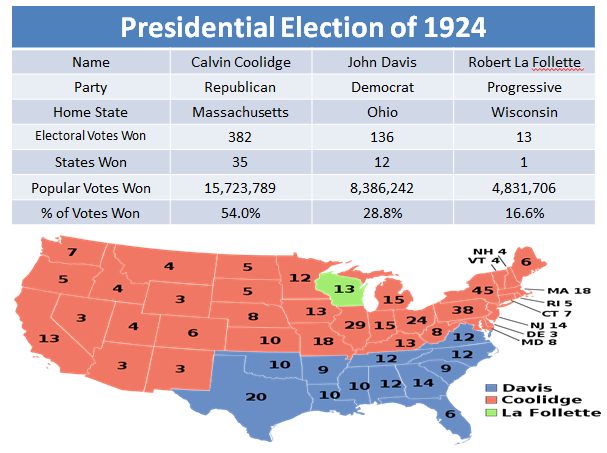 Presidential Election of 1924
Name Calvin Coolidge John Davis Robert La Follette
Party Republican Democrat Progressive
Home State Massachusetts Ohio Wisconsin
Electoral Votes Won 382 136 13
States Won 35 12 1
Popular Votes Won 15,723,789 8,386,242 4,831,706
% of Votes Won 54.0% 28.8% 16.6%
NH 4
VT 4
7
4
5
12
13
6
5
4
3
5
15
45
MA 18
RI 5
CT 7
38
NJ 14
DE 3
MD 8
3
4
6
8
13
29
15
24
8
12
13
10
18
13
12
12
3
3
10
9
10
12
14
9
20
10
6
Davis
Coolidge
La Follette